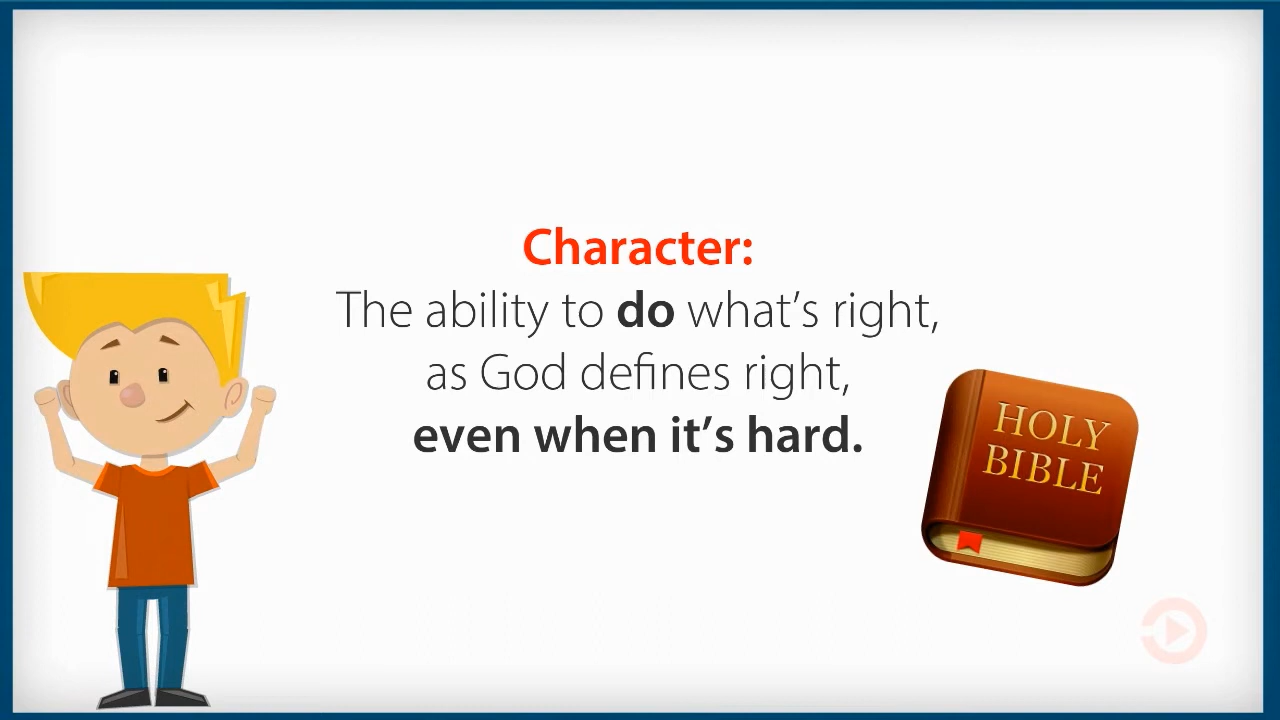 Character:
The ability to do what’s right,
as God defines right,
even when it’s hard.
HOLY
BIBLE